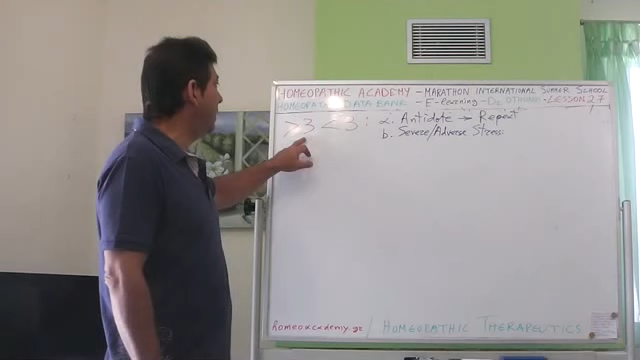 HOMEOPATHIC ACADEMY - MARATHON INTERNATIONAL SUMMER SCHOOL
HOMEOPATHIC DATA BANK - E-learning - LESSON 27
>3 <3 : a. Antidote → Repeat
b. Severe/Adverse Stress
homeoacademy.gr / HOMEOPATHIC THERAPEUTICS